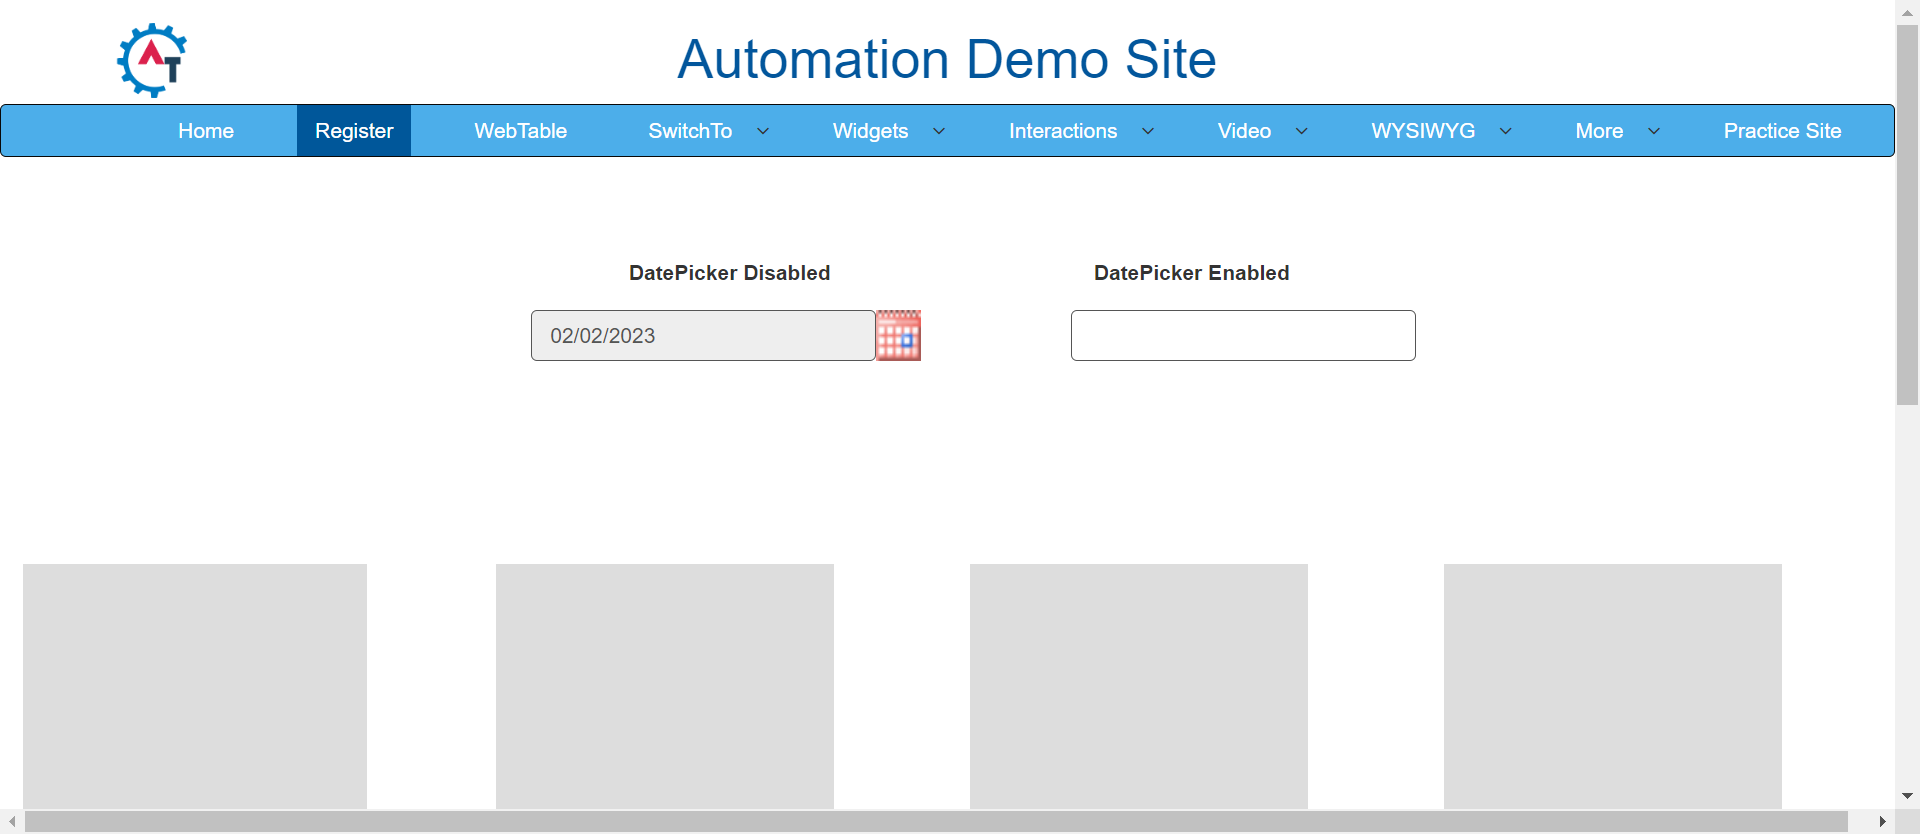 AT
Automation Demo Site
Home Register WebTable SwitchTo Widgets Interactions Video WYSIWYG More Practice Site
DatePicker Disabled DatePicker Enabled
02/02/2023